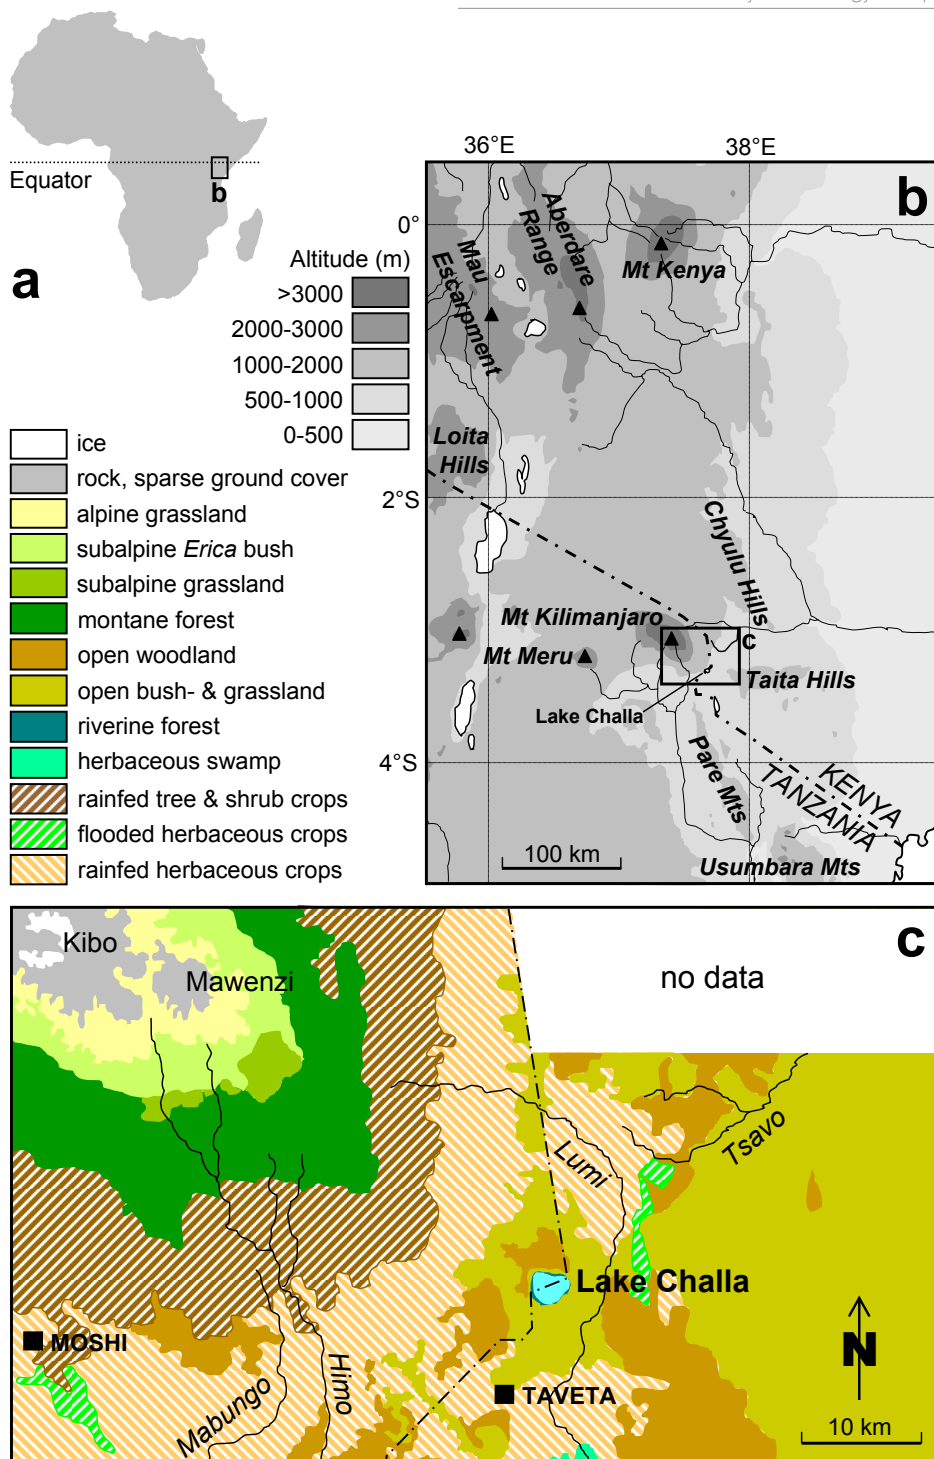 Equator
b
a
36°E
38°E
b
0°
2°S
4°S
Mau
Escarpment
Aberdare
Range
Mt Kenya
Loita
Hills
Chyulu Hills
Mt Kilimanjaro
c
Mt Meru
Taita Hills
Lake Challa
Pare Mts
KENYA
TANZANIA
Usumbara Mts
100 km
Altitude (m)
>3000
2000-3000
1000-2000
500-1000
0-500
ice
rock, sparse ground cover
alpine grassland
subalpine Erica bush
subalpine grassland
montane forest
open woodland
open bush- & grassland
riverine forest
herbaceous swamp
rainfed tree & shrub crops
flooded herbaceous crops
rainfed herbaceous crops
c
Kibo
Mawenzi
no data
Lumi
Tsavo
Lake Challa
MOSHI
Mabungo
Himo
TAVETA
N
10 km